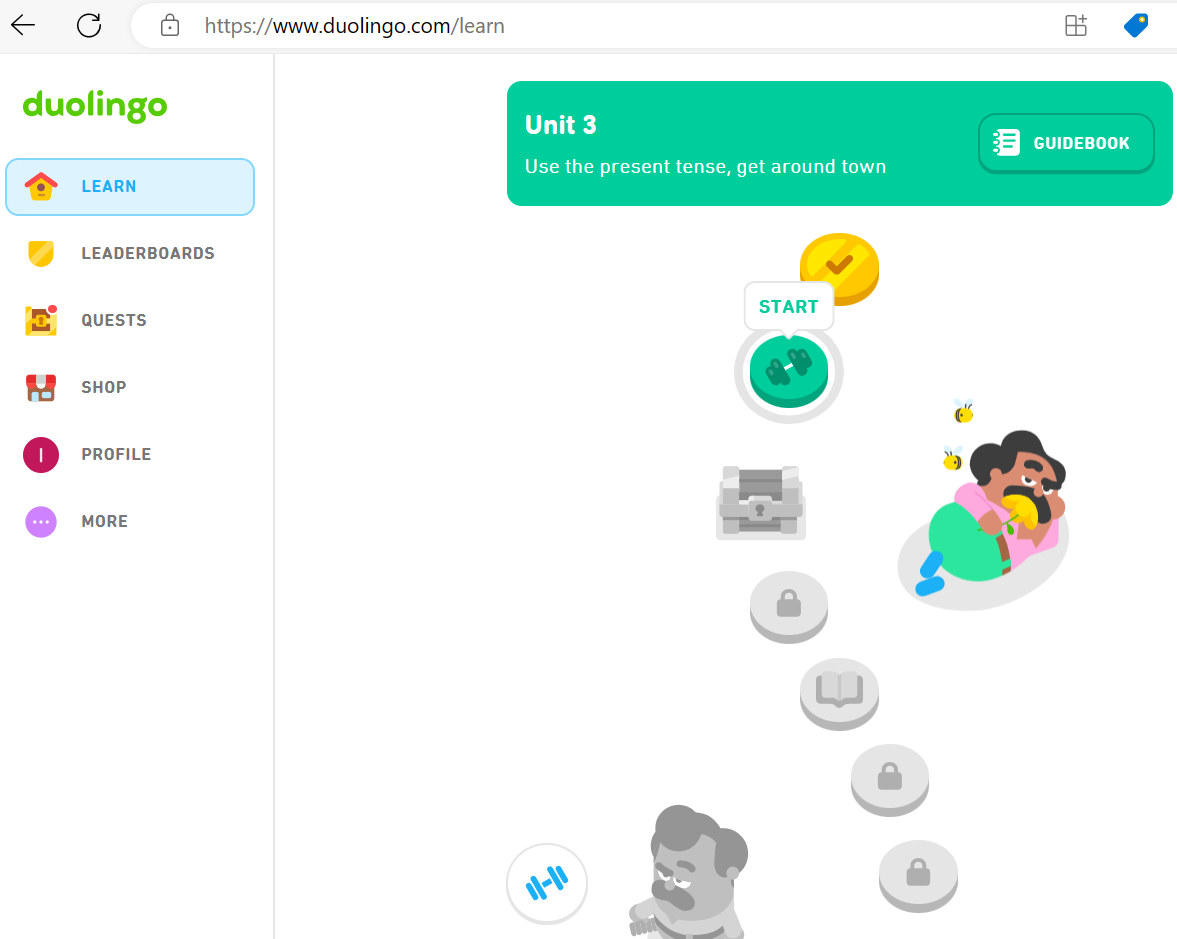 https://www.duolingo.com/learn
duolingo
LEARN
LEADERBOARDS
QUESTS
SHOP
I
PROFILE
MORE
Unit 3
Use the present tense, get around town
GUIDEBOOK
START